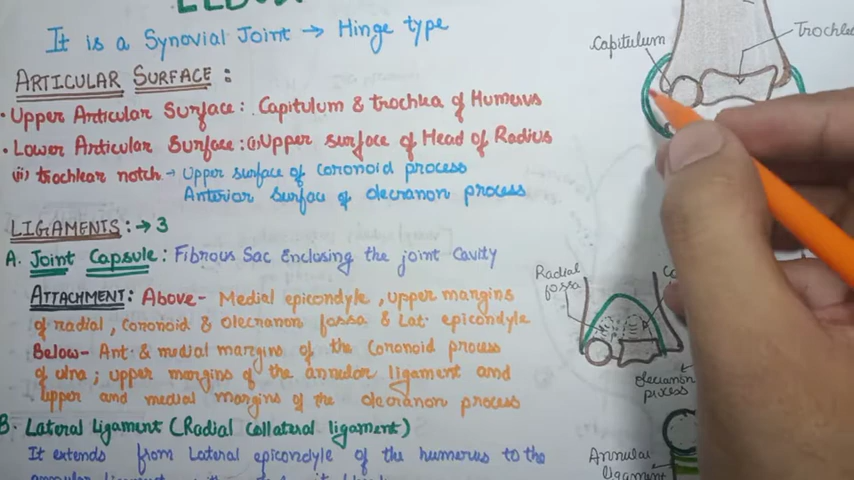 It is a Synovial Joint → Hinge type
ARTICULAR SURFACE:
• Upper Articular Surface: Capitulum & trochlea of Humerus
• Lower Articular Surface: (i) Upper surface of Head of Radius
(ii) trochlear notch → Upper surface of coronoid process
Anterior surface of olecranon process
LIGAMENTS: → 3
A. Joint Capsule: Fibrous Sac Enclosing the joint Cavity
ATTACHMENT: Above- Medial epicondyle, upper margins
of radial, coronoid & olecranon fossa & Lat. epicondyle
Below- Ant. & medial margins of the Coronoid process
of ulna; upper margins of the annular ligament and
upper and medial margins of the olecranon process
B. Lateral Ligament (Radial collateral ligament)
It extends from Lateral epicondyle of the humerus to the
Capitulum
Trochlea
Radial
fossa
olecranon
process
Annular
ligament